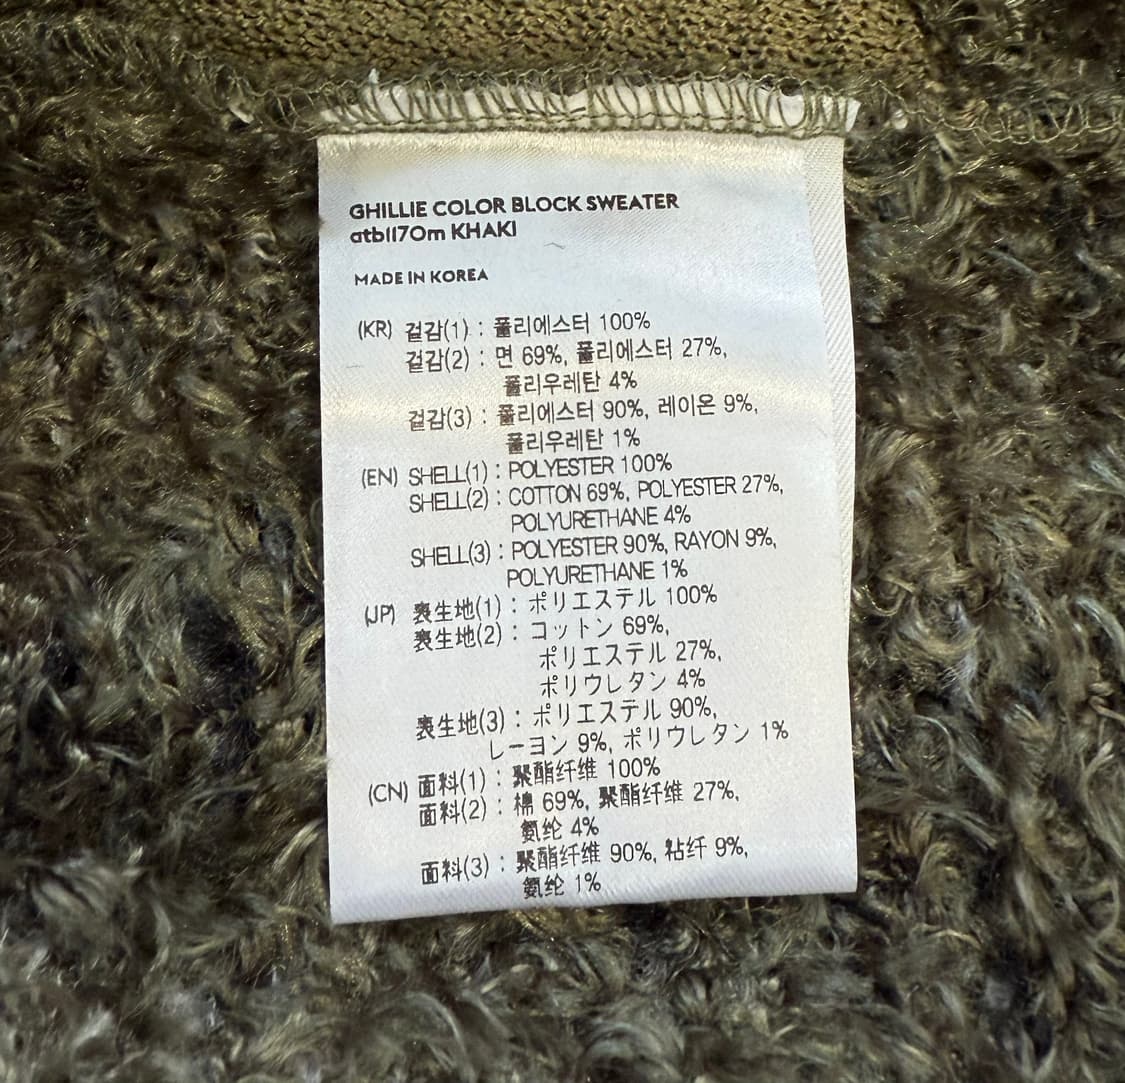 GHILLIE COLOR BLOCK SWEATER
atb1170m KHAKI
MADE IN KOREA
(KR) 겉감(1) : 폴리에스터 100%
겉감(2) : 면 69%, 폴리에스터 27%,
폴리우레탄 4%
겉감(3) : 폴리에스터 90%, 레이온 9%,
폴리우레탄 1%
(EN) SHELL(1) : POLYESTER 100%
SHELL(2) : COTTON 69%, POLYESTER 27%,
POLYURETHANE 4%
SHELL(3) : POLYESTER 90%, RAYON 9%,
POLYURETHANE 1%
(JP) 表生地(1) : ポリエステル 100%
表生地(2) : コットン 69%,
ポリエステル 27%,
ポリウレタン 4%
表生地(3) : ポリエステル 90%,
レーヨン 9%, ポリウレタン 1%
(CN) 面料(1) : 聚酯纤维 100%
面料(2) : 棉 69%, 聚酯纤维 27%,
氨纶 4%
面料(3) : 聚酯纤维 90%, 粘纤 9%,
氨纶 1%